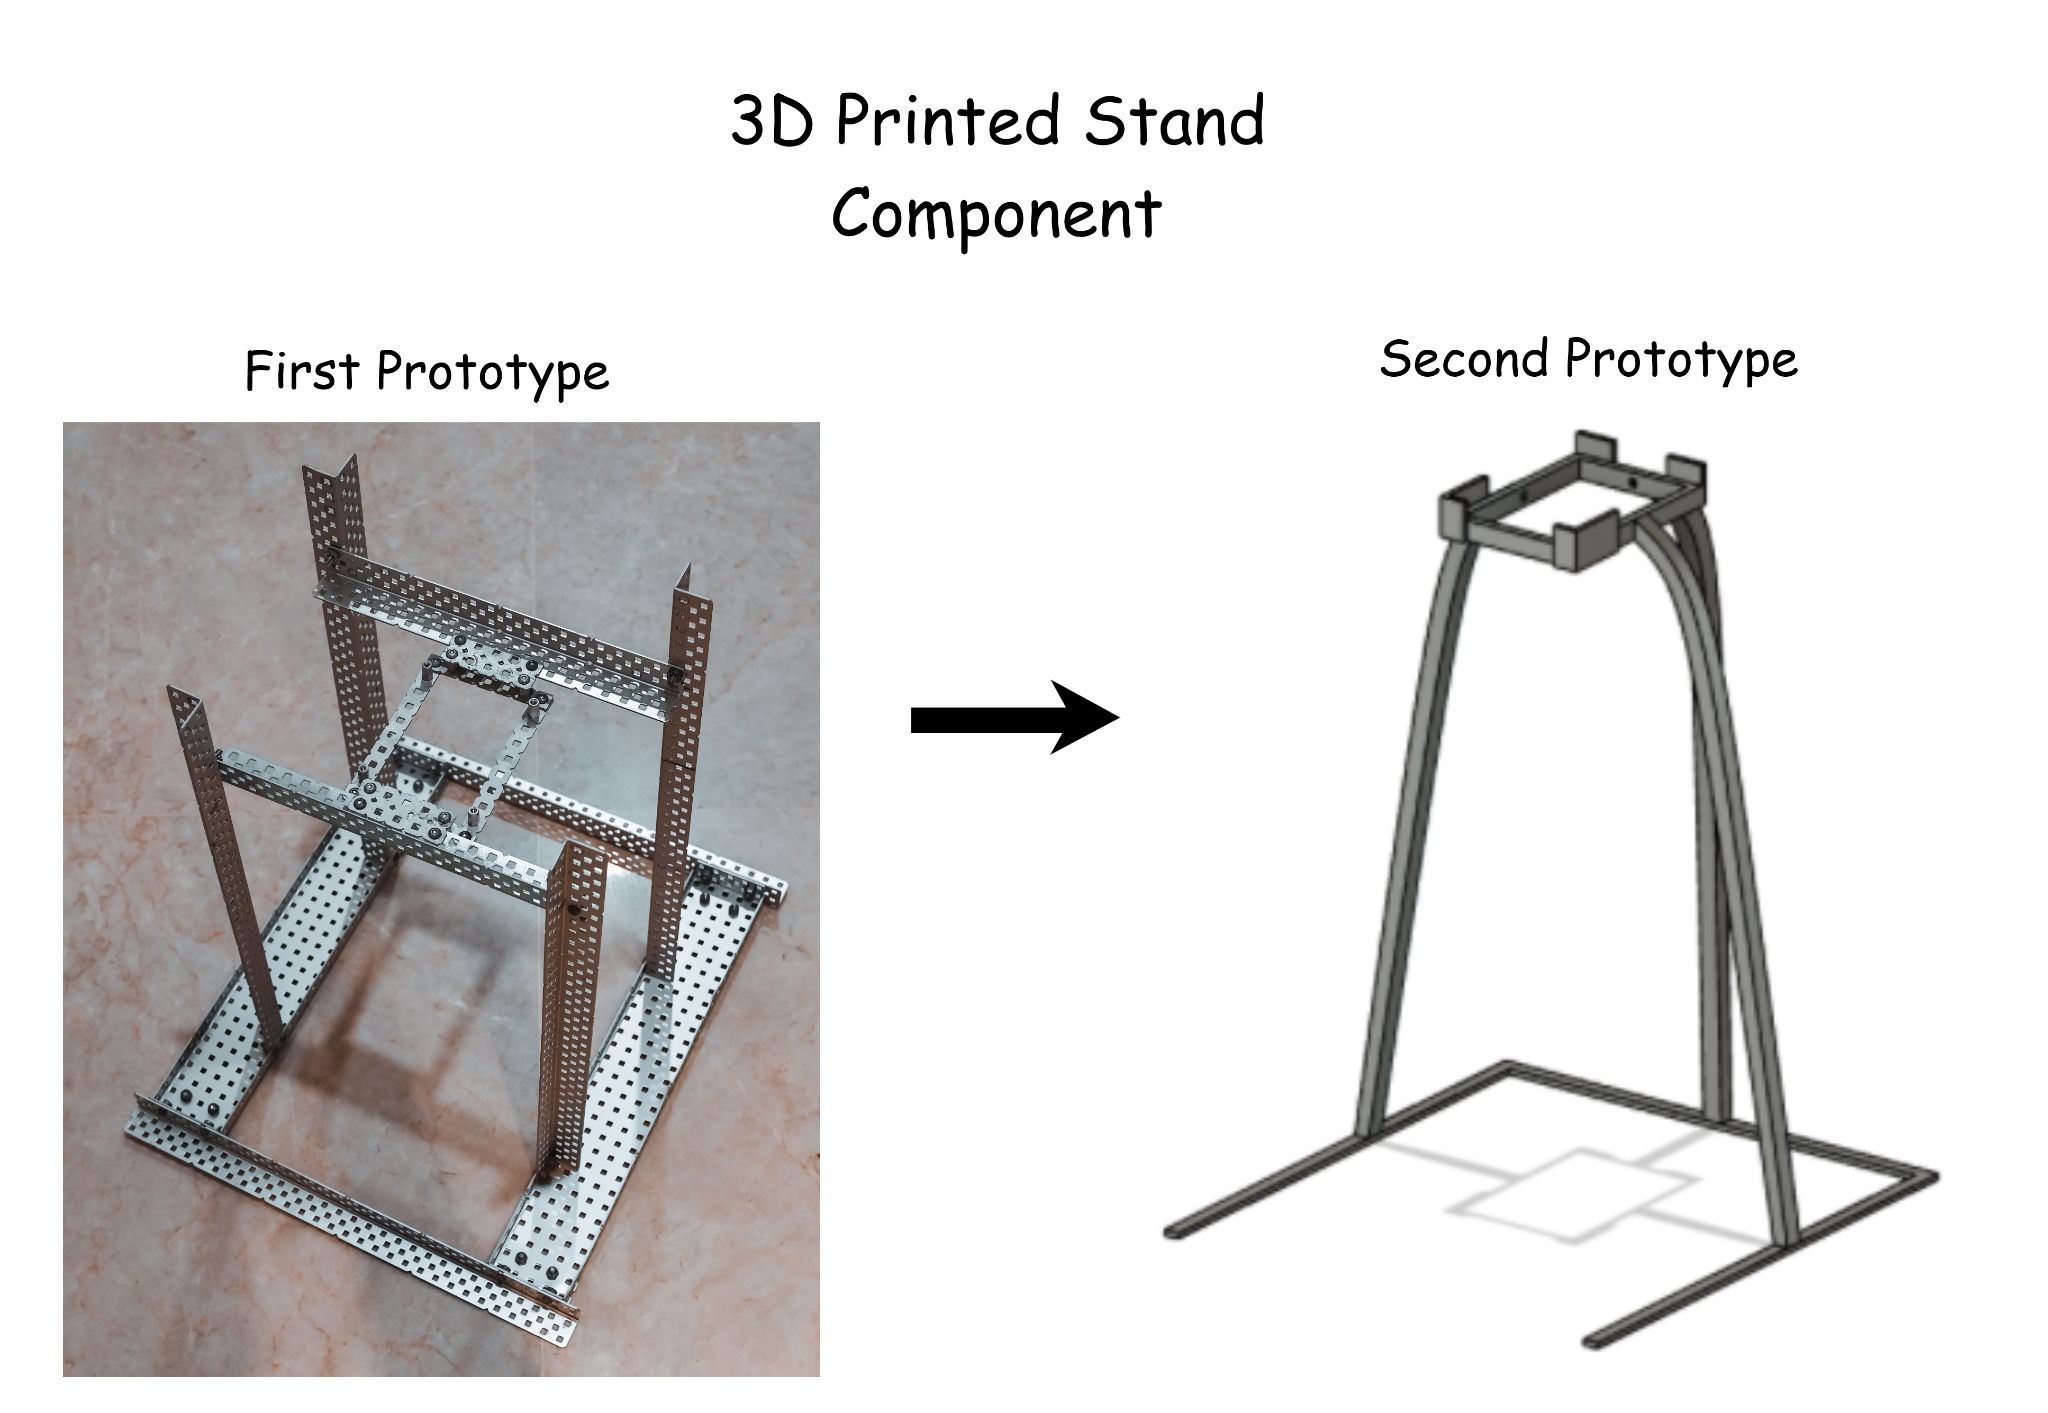 3D Printed Stand
Component
First Prototype
Second Prototype